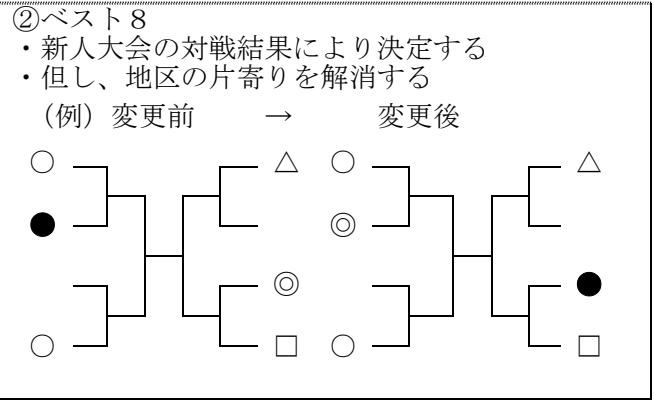 ②ベスト８
・新人大会の対戦結果により決定する
・但し、地区の片寄りを解消する
（例）変更前　→　変更後
○ △ ○ △
● ◎
◎ ●
○ □ ○ □